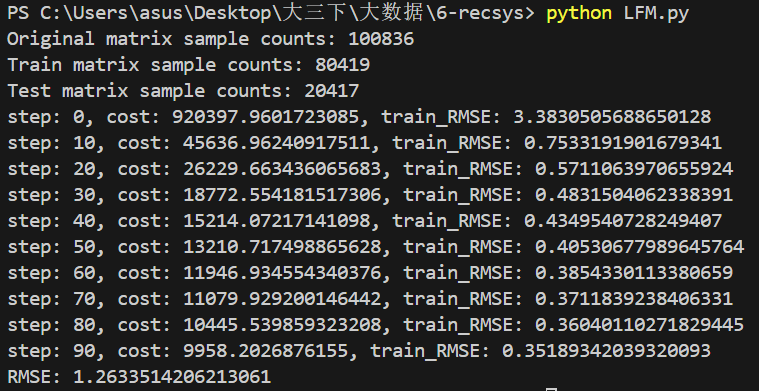 PS C:\Users\asus\Desktop\大三下\大数据\6-recsys> python LFM.py
Original matrix sample counts: 100836
Train matrix sample counts: 80419
Test matrix sample counts: 20417
step: 0, cost: 920397.9601723085, train_RMSE: 3.3830505688650128
step: 10, cost: 45636.96240917511, train_RMSE: 0.7533191901679341
step: 20, cost: 26229.663436065683, train_RMSE: 0.5711063970655924
step: 30, cost: 18772.554181517306, train_RMSE: 0.4831504062338391
step: 40, cost: 15214.07217141098, train_RMSE: 0.4349540728249407
step: 50, cost: 13210.717498865628, train_RMSE: 0.40530677989645764
step: 60, cost: 11946.934554340376, train_RMSE: 0.3854330113380659
step: 70, cost: 11079.929200146442, train_RMSE: 0.3711839238406331
step: 80, cost: 10445.539859323208, train_RMSE: 0.36040110271829445
step: 90, cost: 9958.2026876155, train_RMSE: 0.35189342039320093
RMSE: 1.2633514206213061